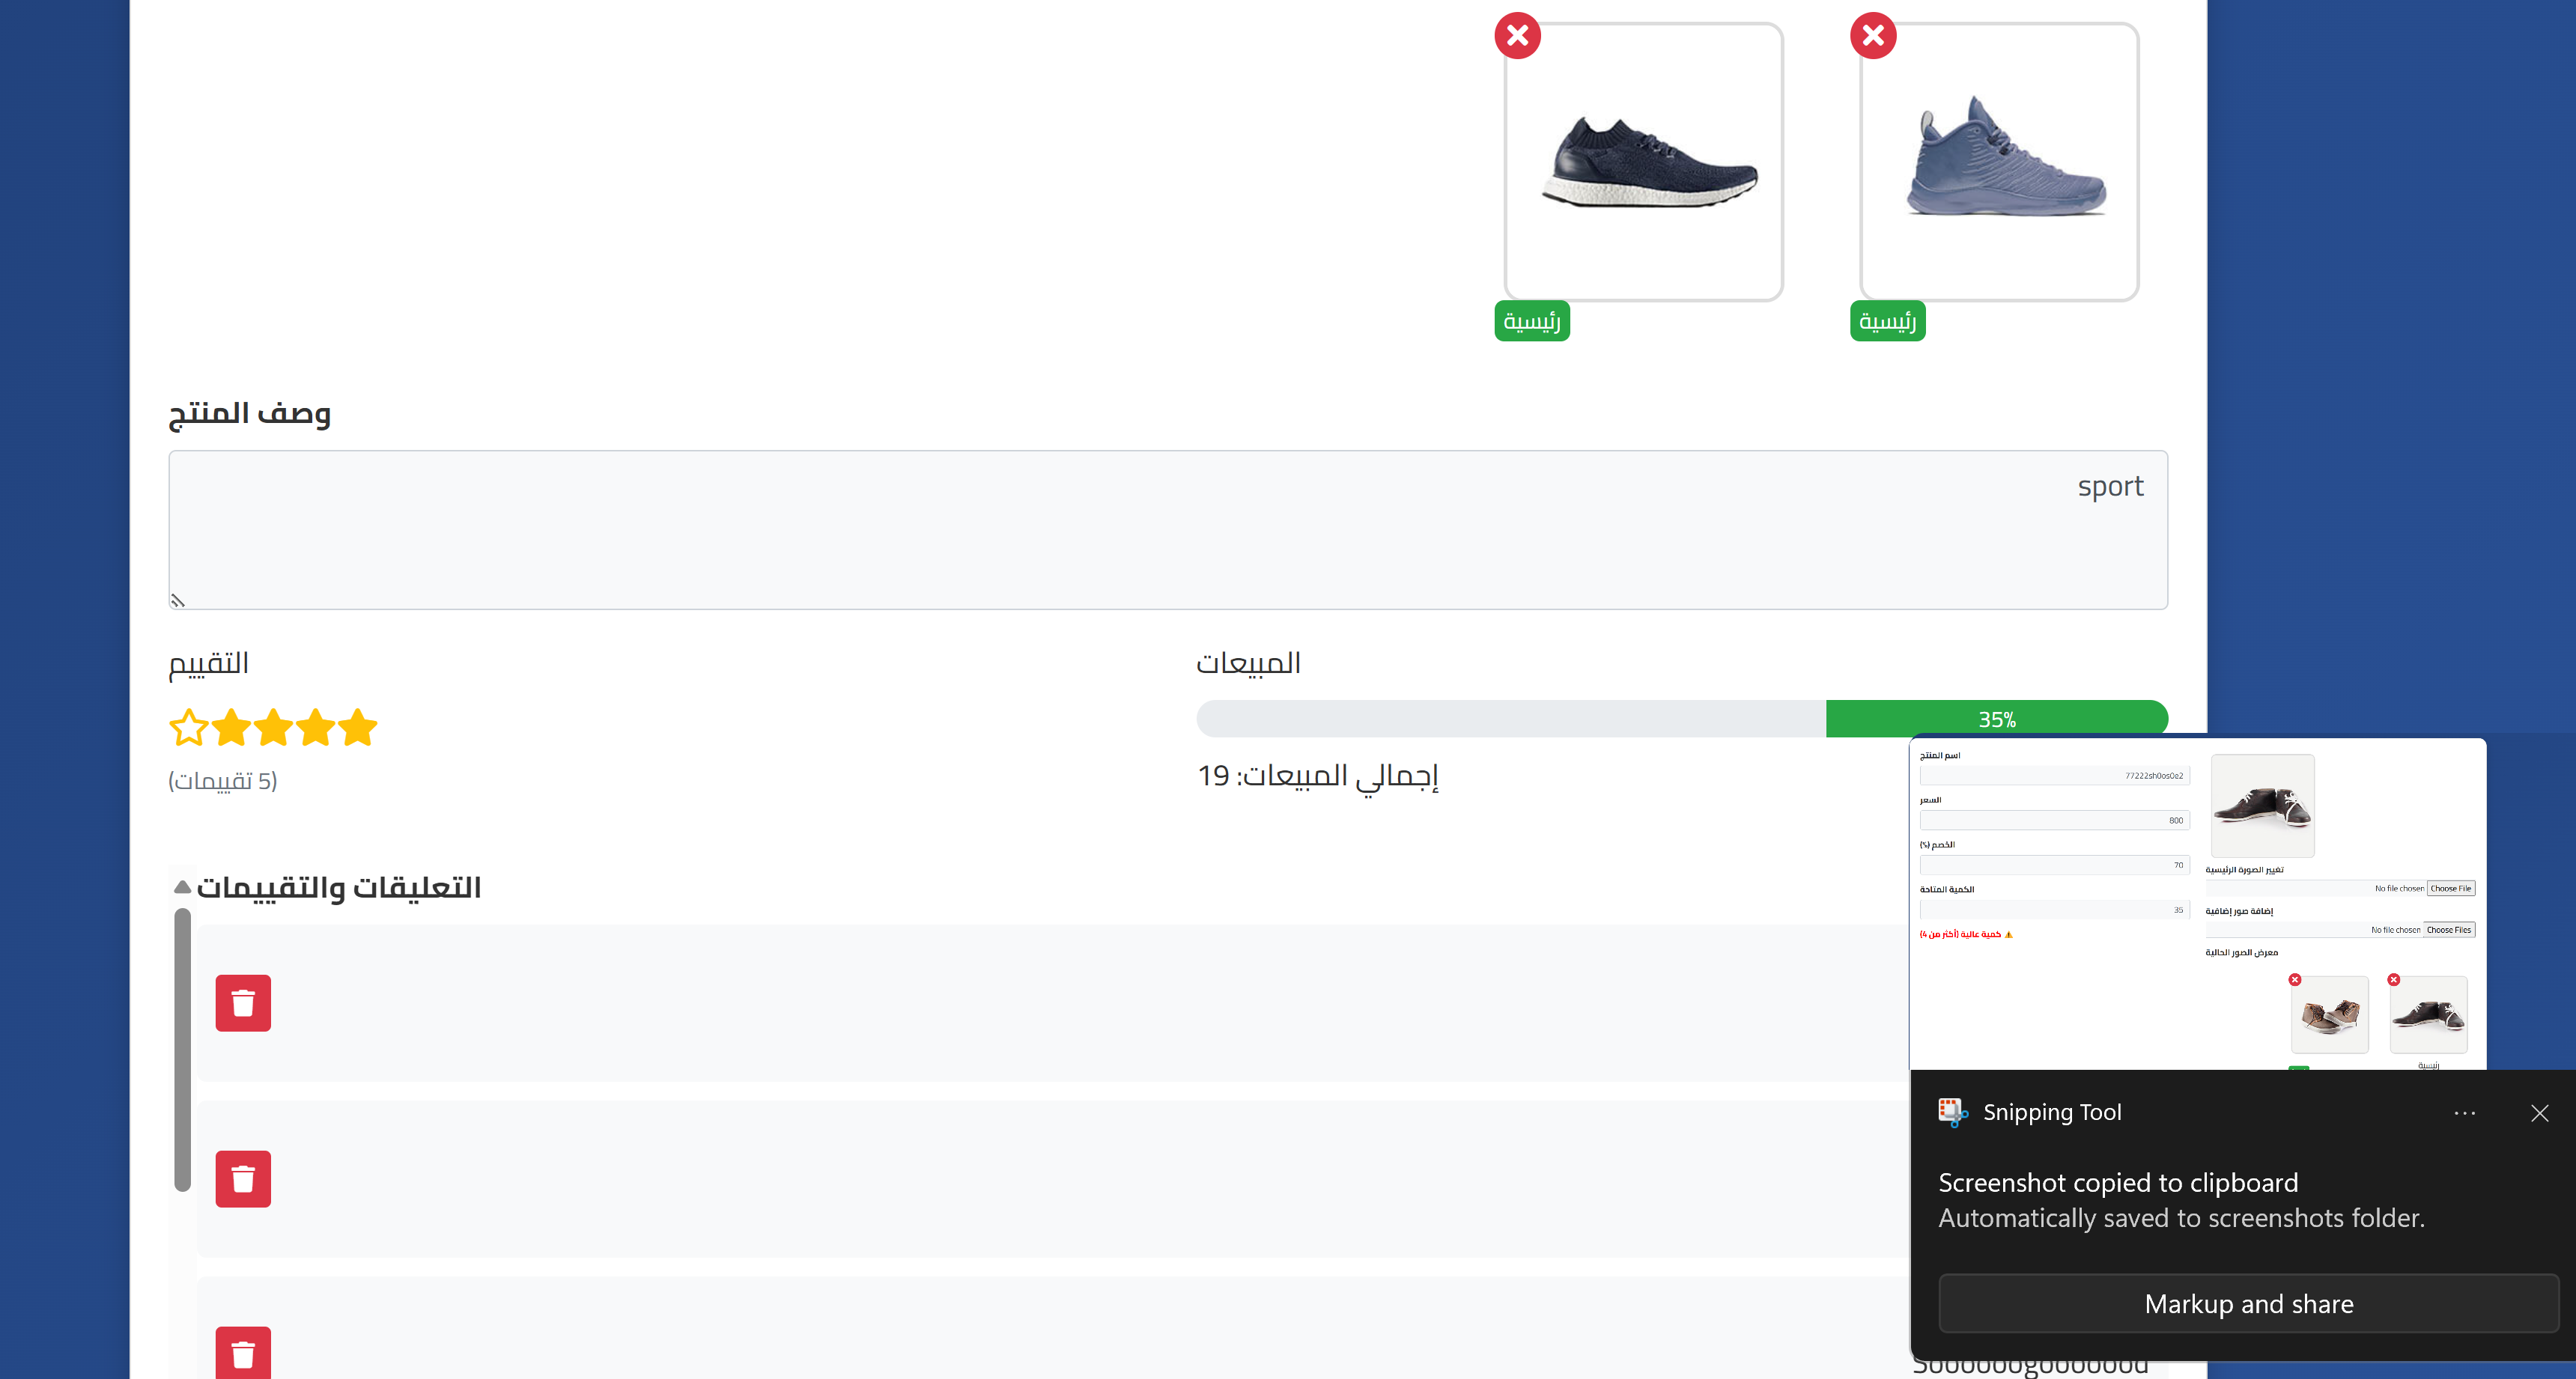 رئيسية
رئيسية
وصف المنتج
sport
المبيعات
35%
إجمالي المبيعات: 19
التقييم
(5 تقييمات)
التعليقات والتقييمات
اسم المنتج
السعر
800
الخصم (%)
70
الكمية المتاحة
35
كمية عالية (أكثر من 4)
تغيير الصورة الرئيسية
Choose File No file chosen
إضافة صور إضافية
Choose Files No file chosen
معرض الصور الحالية
رئيسية
Snipping Tool
Screenshot copied to clipboard
Automatically saved to screenshots folder.
Markup and share